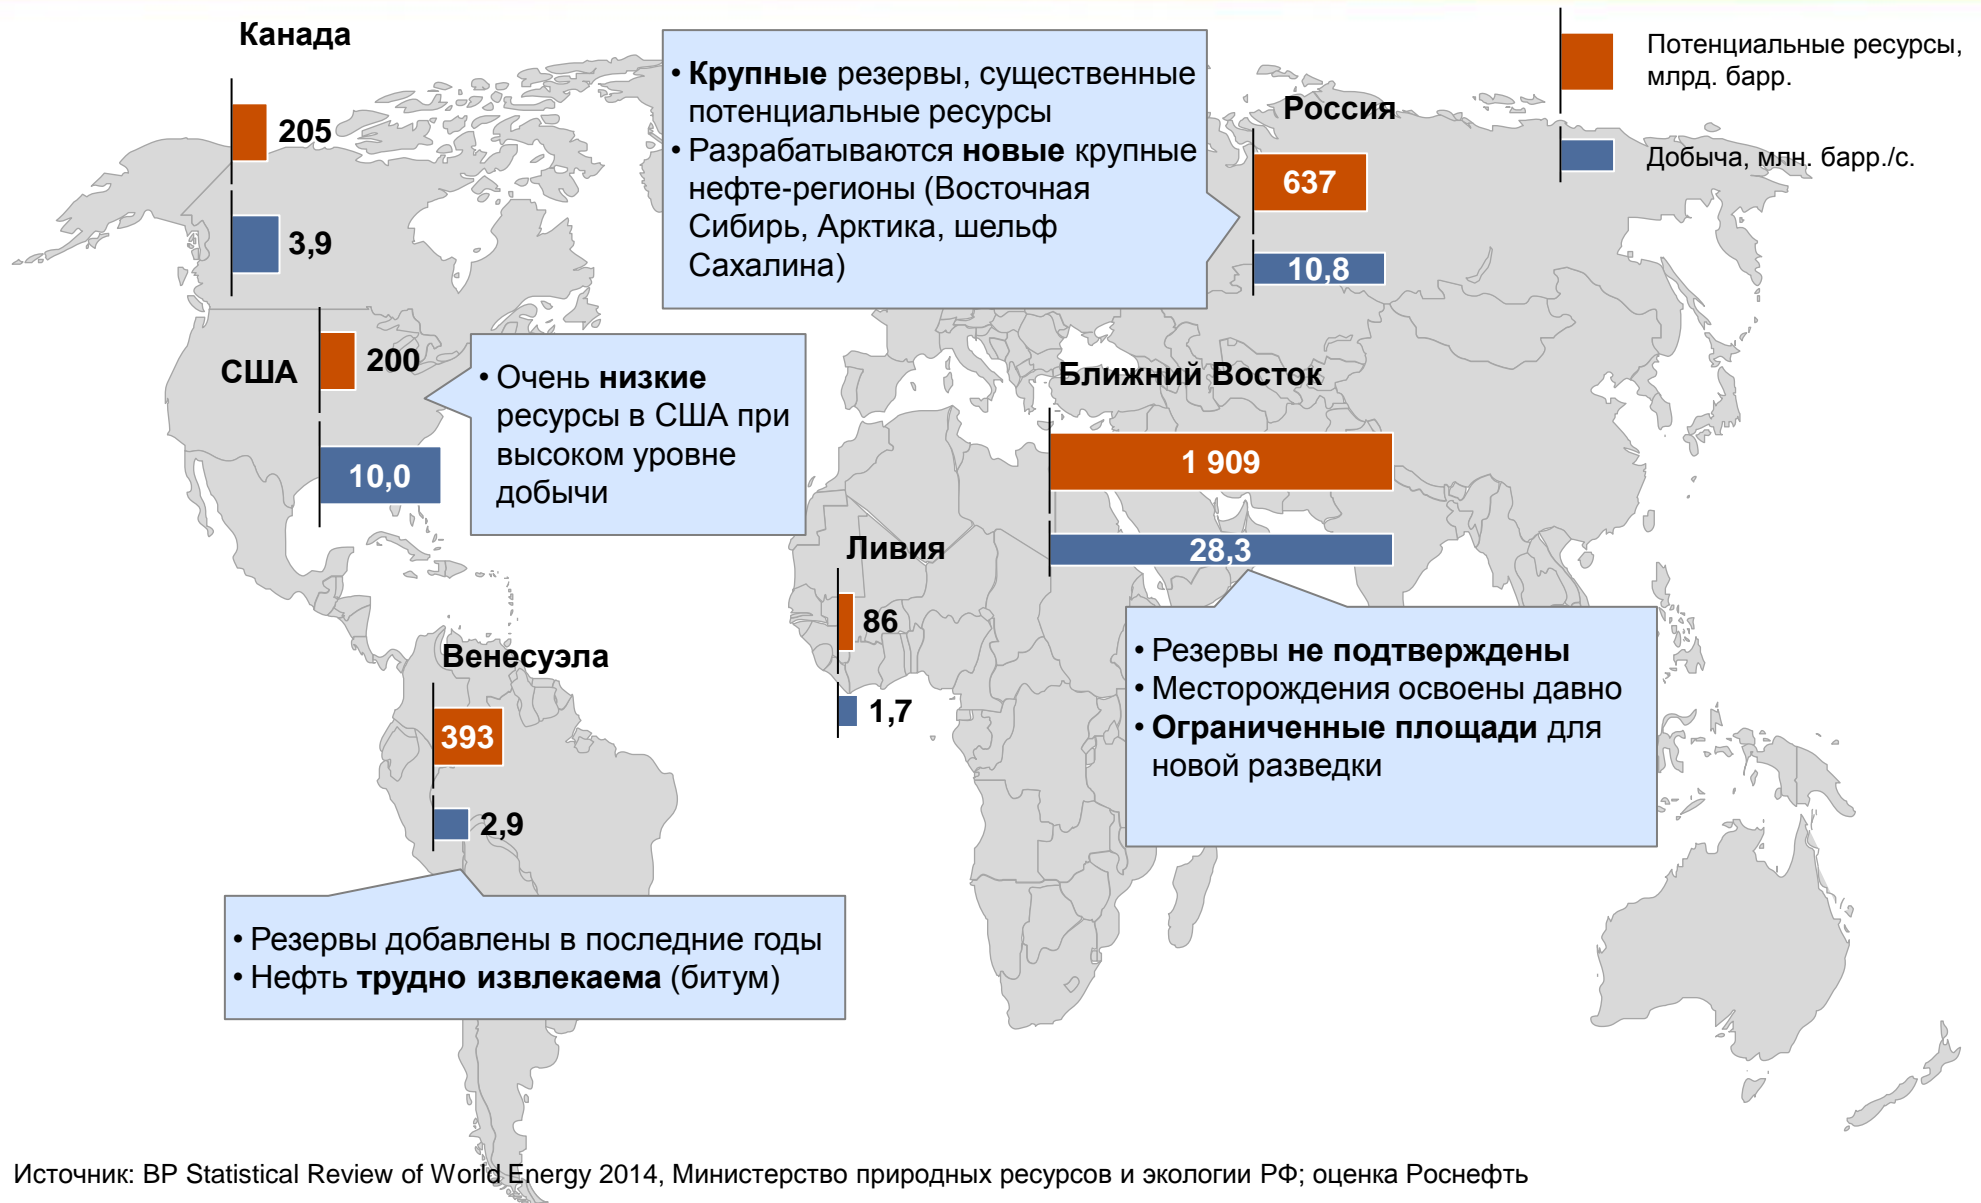 Канада
205
3,9
• Крупные резервы, существенные
потенциальные ресурсы
• Разрабатываются новые крупные
нефте-регионы (Восточная
Сибирь, Арктика, шельф
Сахалина)
Россия
637
10,8
Потенциальные ресурсы,
млрд. барр.
Добыча, млн. барр./с.
США
200
10,0
• Очень низкие
ресурсы в США при
высоком уровне
добычи
Ближний Восток
1 909
28,3
Ливия
86
1,7
• Резервы не подтверждены
• Месторождения освоены давно
• Ограниченные площади для
новой разведки
Венесуэла
393
2,9
• Резервы добавлены в последние годы
• Нефть трудно извлекаема (битум)
Источник: BP Statistical Review of World Energy 2014, Министерство природных ресурсов и экологии РФ; оценка Роснефть